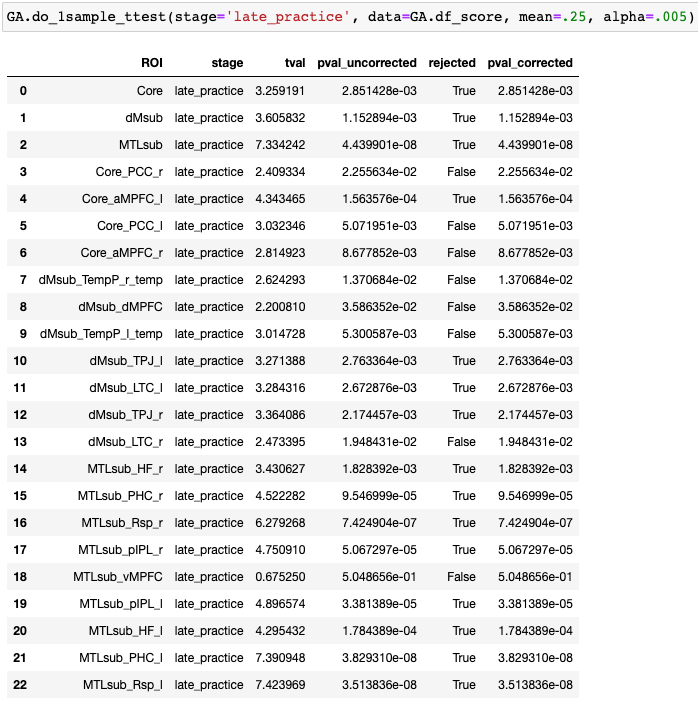 GA.do_1sample_ttest(stage='late_practice', data=GA.df_score, mean=.25, alpha=.005)
ROI stage tval pval_uncorrected rejected pval_corrected
0 Core late_practice 3.259191 2.851428e-03 True 2.851428e-03
1 dMsub late_practice 3.605832 1.152894e-03 True 1.152894e-03
2 MTLsub late_practice 7.334242 4.439901e-08 True 4.439901e-08
3 Core_PCC_r late_practice 2.409334 2.255634e-02 False 2.255634e-02
4 Core_aMPFC_l late_practice 4.343465 1.563576e-04 True 1.563576e-04
5 Core_PCC_l late_practice 3.032346 5.071951e-03 False 5.071951e-03
6 Core_aMPFC_r late_practice 2.814923 8.677852e-03 False 8.677852e-03
7 dMsub_TempP_r_temp late_practice 2.624293 1.370684e-02 False 1.370684e-02
8 dMsub_dMPFC late_practice 2.200810 3.586352e-02 False 3.586352e-02
9 dMsub_TempP_l_temp late_practice 3.014728 5.300587e-03 False 5.300587e-03
10 dMsub_TPJ_l late_practice 3.271388 2.763364e-03 True 2.763364e-03
11 dMsub_LTC_l late_practice 3.284316 2.672876e-03 True 2.672876e-03
12 dMsub_TPJ_r late_practice 3.364086 2.174457e-03 True 2.174457e-03
13 dMsub_LTC_r late_practice 2.473395 1.948431e-02 False 1.948431e-02
14 MTLsub_HF_r late_practice 3.430627 1.828392e-03 True 1.828392e-03
15 MTLsub_PHC_r late_practice 4.522282 9.546999e-05 True 9.546999e-05
16 MTLsub_Rsp_r late_practice 6.279268 7.424904e-07 True 7.424904e-07
17 MTLsub_pIPL_r late_practice 4.750910 5.067297e-05 True 5.067297e-05
18 MTLsub_vMPFC late_practice 0.675250 5.048656e-01 False 5.048656e-01
19 MTLsub_pIPL_l late_practice 4.896574 3.381389e-05 True 3.381389e-05
20 MTLsub_HF_l late_practice 4.295432 1.784389e-04 True 1.784389e-04
21 MTLsub_PHC_l late_practice 7.390948 3.829310e-08 True 3.829310e-08
22 MTLsub_Rsp_l late_practice 7.423969 3.513836e-08 True 3.513836e-08